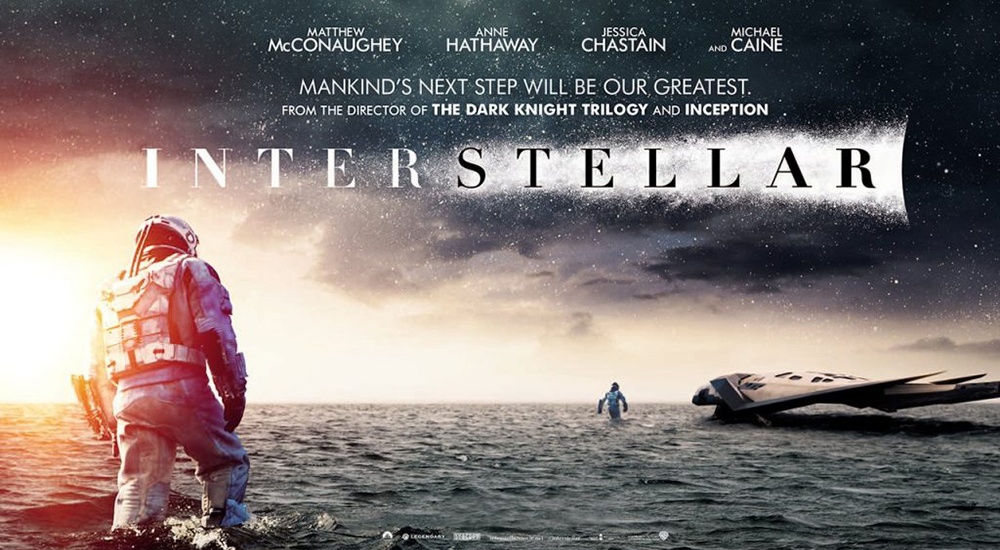 MATTHEW
McCONAUGHEY
ANNE
HATHAWAY
JESSICA
CHASTAIN
MICHAEL
AND CAINE
MANKIND'S NEXT STEP WILL BE OUR GREATEST.
FROM THE DIRECTOR OF THE DARK KNIGHT TRILOGY AND INCEPTION
INTERSTELLAR
LEGENDARY